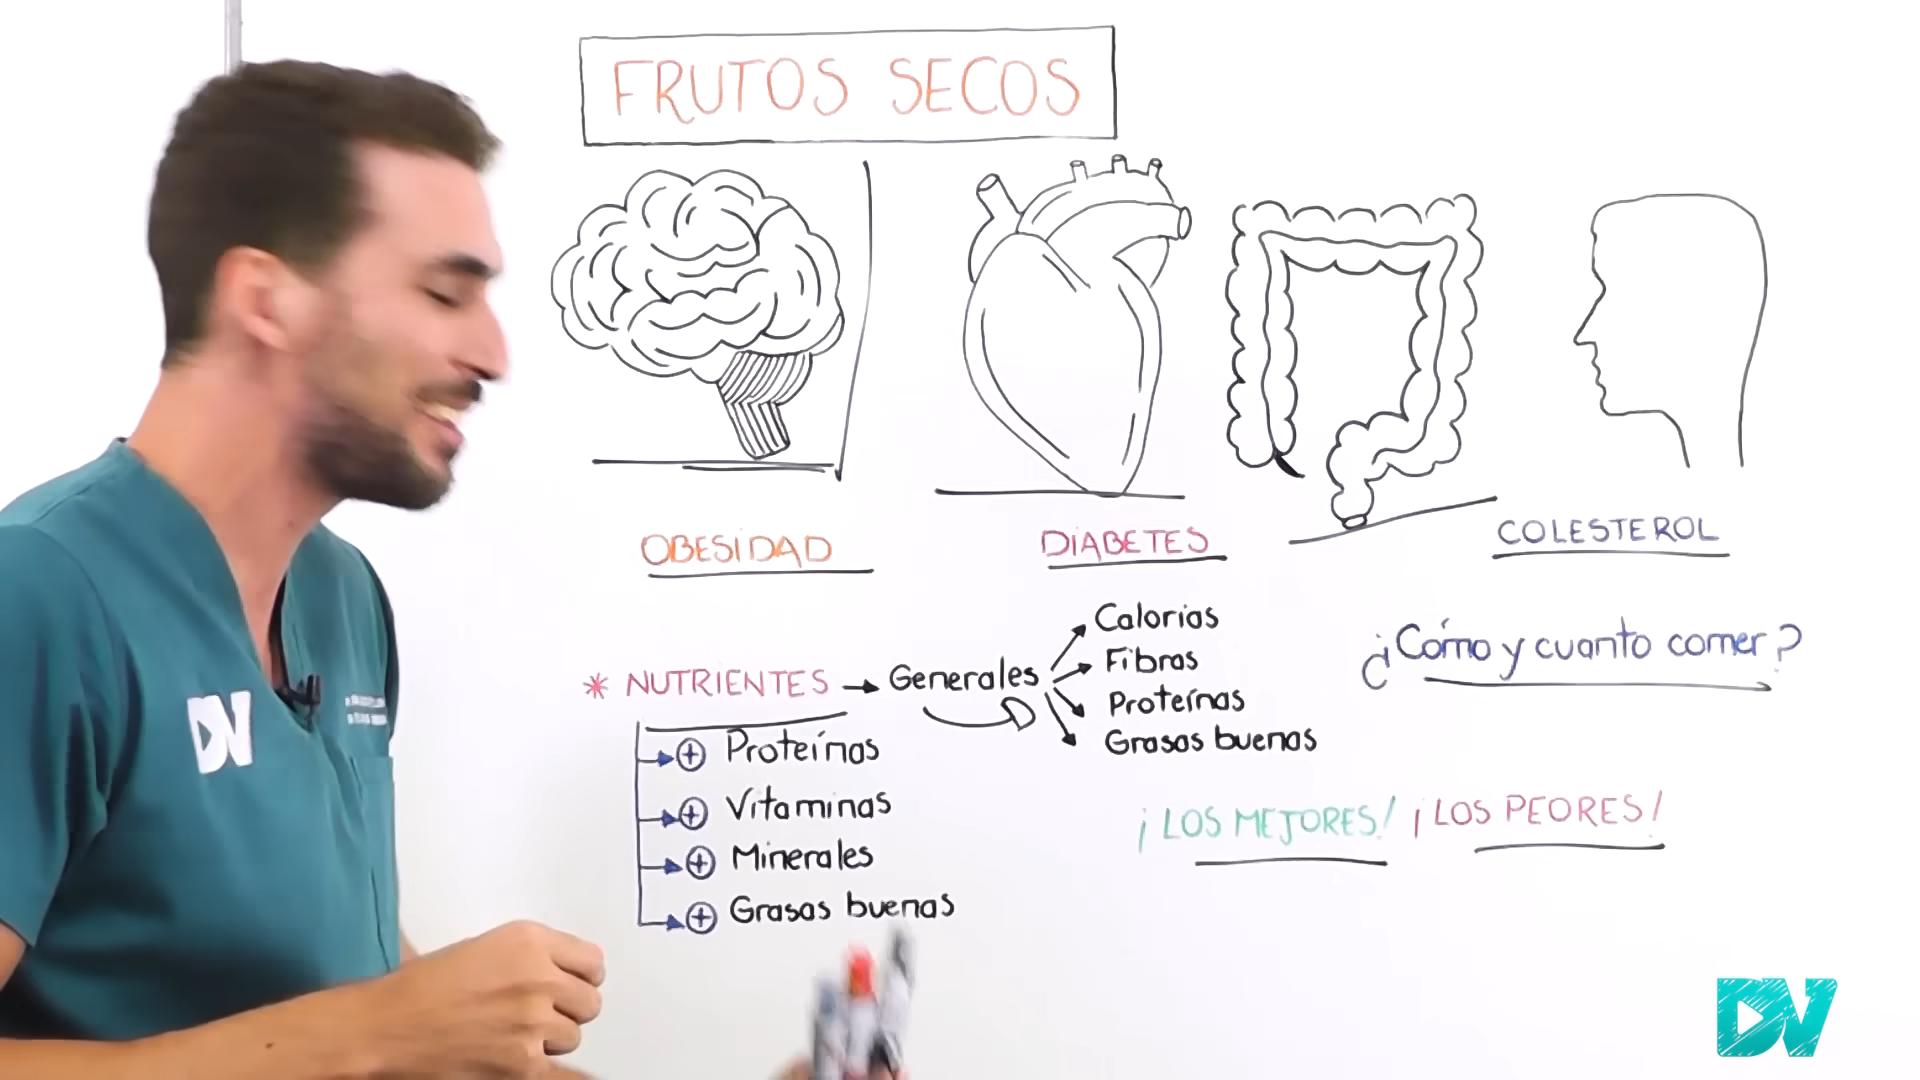 FRUTOS SECOS
OBESIDAD
DIABETES
COLESTEROL
* NUTRIENTES → Generales
Calorias
Fibras
Proteínas
Grasas buenas
Proteínas
Vitaminas
Minerales
Grasas buenas
¿Cómo y cuanto comer?
¡LOS MEJORES! ¡LOS PEORES!
DV
DV